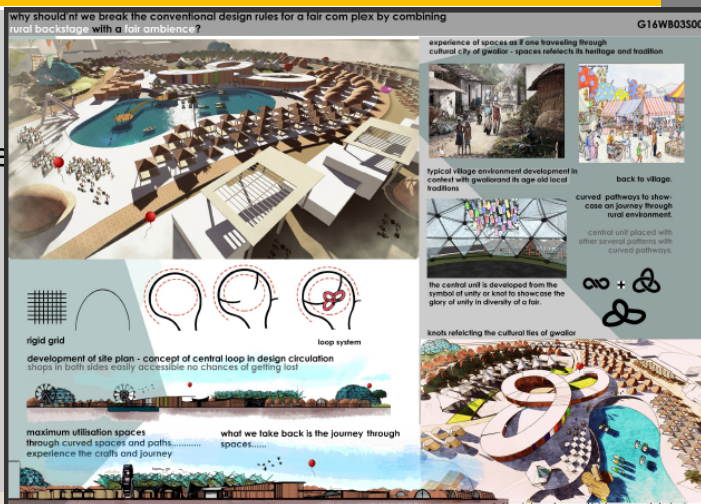 why should'nt we break the conventional design rules for a fair com plex by combining
rural backstage with a fair ambience?
G16WB03S00
experience of spaces as if one traveeling through
cultural city of gwalior - spaces refelects its heritage and tradition
typical village environment development in
context with gwaliorand its age old local
traditions
back to village.
curved pathways to show-
case an journey through
rural environment.
central unit placed with
other several patterns with
curved pathways.
the central unit is developed from the
symbol of unity or knot to showcase the
glory of unity in diversity of a fair.
+
knots refelcting the cultural ties of gwalior
rigid grid
loop system
development of site plan - concept of central loop in design circulation
shops in both sides easily accessible no chances of getting lost
maximum utilisation spaces
through curved spaces and paths...........
experience the crafts and journey
what we take back is the journey through
spaces......